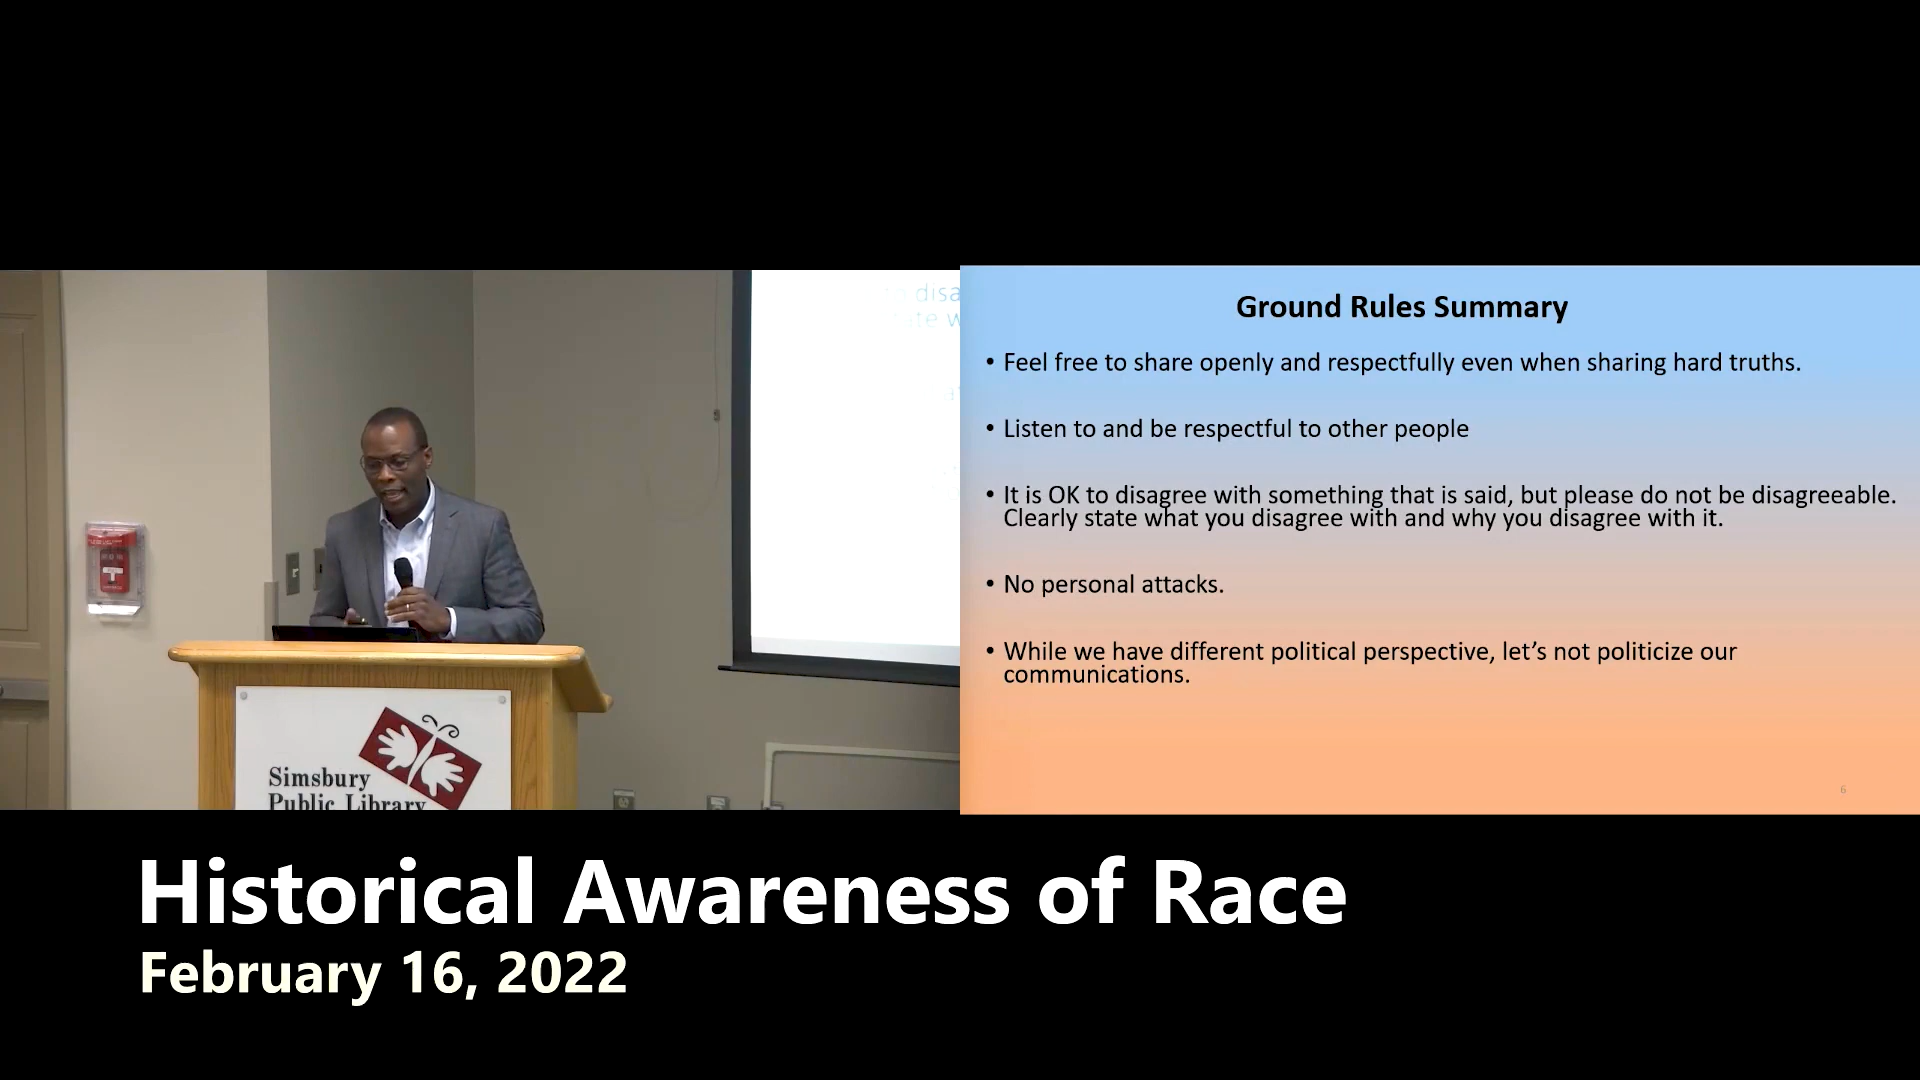 disa
ate w
Simsbury
Public Library
Ground Rules Summary
• Feel free to share openly and respectfully even when sharing hard truths.
• Listen to and be respectful to other people
• It is OK to disagree with something that is said, but please do not be disagreeable.
Clearly state what you disagree with and why you disagree with it.
• No personal attacks.
• While we have different political perspective, let’s not politicize our
communications.
6
Historical Awareness of Race
February 16, 2022